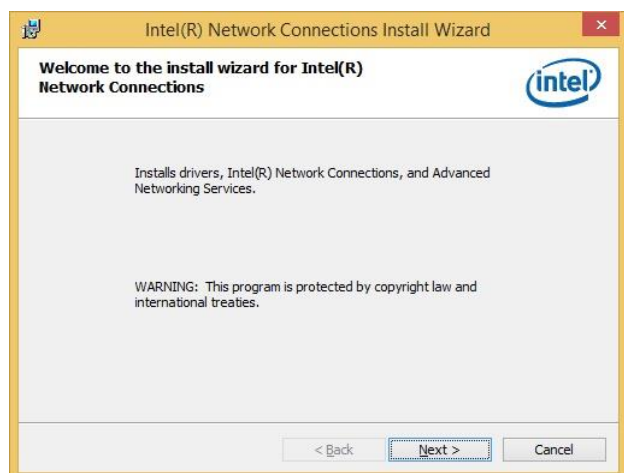 Intel(R) Network Connections Install Wizard
Welcome to the install wizard for Intel(R)
Network Connections
intel
Installs drivers, Intel(R) Network Connections, and Advanced
Networking Services.
WARNING: This program is protected by copyright law and
international treaties.
< Back
Next >
Cancel